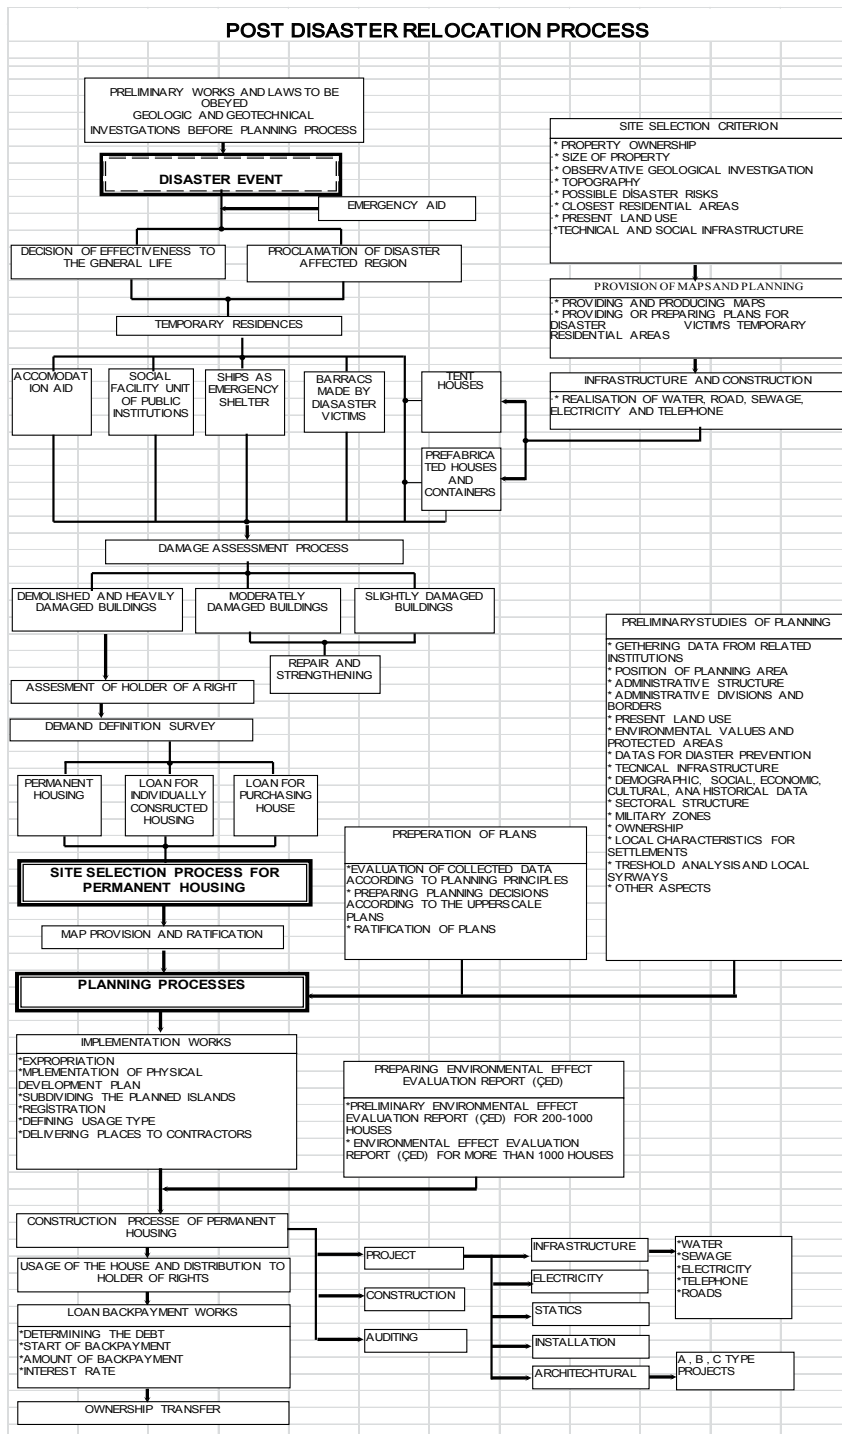 POST DISASTER RELOCATION PROCESS
PRELIMINARY WORKS AND LAWS TO BE
OBEYED
GEOLOGIC AND GEOTECHNICAL
INVESTGATIONS BEFORE PLANNING PROCESS
DISASTER EVENT
EMERGENCY AID
DECISION OF EFFECTIVENESS TO
THE GENERAL LIFE
PROCLAMATION OF DISASTER
AFFECTED REGION
TEMPORARY RESIDENCES
SITE SELECTION CRITERION
* PROPERTY OWNERSHIP
* SIZE OF PROPERTY
* OBSERVATIVE GEOLOGICAL INVESTIGATION
* TOPOGRAPHY
* POSSIBLE DİSASTER RISKS
* CLOSEST RESIDENTIAL AREAS
* PRESENT LAND USE
*TECHNICAL AND SOCIAL INFRASTRUCTURE
PROVISION OF MAPS AND PLANNING
* PROVIDING AND PRODUCING MAPS
* PROVIDING OR PREPARING PLANS FOR
DISASTER VICTIM'S TEMPORARY
RESIDENTIAL AREAS
INFRASTRUCTURE AND CONSTRUCTION
* REALISATION OF WATER, ROAD, SEWAGE,
ELECTRICITY AND TELEPHONE
ACCOMODAT
ION AID
SOCIAL
FACILITY UNIT
OF PUBLIC
INSTITUTIONS
SHIPS AS
EMERGENCY
SHELTER
BARRACS
MADE BY
DIASASTER
VICTIMS
TENT
HOUSES
PREFABRICA
TED HOUSES
AND
CONTAINERS
DAMAGE ASSESSMENT PROCESS
DEMOLISHED AND HEAVILY
DAMAGED BUILDINGS
MODERATELY
DAMAGED BUILDINGS
SLIGHTLY DAMAGED
BUILDINGS
REPAIR AND
STRENGTHENING
ASSESMENT OF HOLDER OF A RIGHT
DEMAND DEFINITION SURVEY
PERMANENT
HOUSING
LOAN FOR
INDIVIDUALLY
CONSTRUCTED
HOUSING
LOAN FOR
PURCHASING
HOUSE
SITE SELECTION PROCESS FOR
PERMANENT HOUSING
MAP PROVISION AND RATIFICATION
PLANNING PROCESSES
PREPERATION OF PLANS
*EVALUATION OF COLLECTED DATA
ACCORDING TO PLANNING PRINCIPLES
* PREPARING PLANNING DECISIONS
ACCORDING TO THE UPPERSCALE
PLANS
* RATIFICATION OF PLANS
PRELIMINARY STUDIES OF PLANNING
* GETHERING DATA FROM RELATED
INSTITUTIONS
* POSITION OF PLANNING AREA
* ADMINISTRATIVE STRUCTURE
* ADMINISTRATIVE DIVISIONS AND
BORDERS
* PRESENT LAND USE
* ENVIRONMENTAL VALUES AND
PROTECTED AREAS
* DATAS FOR DIASTER PREVENTION
* TECNICAL INFRASTRUCTURE
* DEMOGRAPHIC, SOCIAL, ECONOMIC,
CULTURAL, ANA HISTORICAL DATA
* SECTORAL STRUCTURE
* MILITARY ZONES
* OWNERSHIP
* LOCAL CHARACTERISTICS FOR
SETTLEMENTS
* TRESHOLD ANALYSIS AND LOCAL
SYRWAYS
* OTHER ASPECTS
IMPLEMENTATION WORKS
*EXPROPRIATION
*MPLEMENTATION OF PHYSICAL
DEVELOPMENT PLAN
*SUBDIVIDING THE PLANNED ISLANDS
*REGİSTRATION
*DEFINING USAGE TYPE
*DELIVERING PLACES TO CONTRACTORS
PREPARING ENVIRONMENTAL EFFECT
EVALUATION REPORT (ÇED)
*PRELIMINARY ENVIRONMENTAL EFFECT
EVALUATION REPORT (ÇED) FOR 200-1000
HOUSES
* ENVIRONMENTAL EFFECT EVALUATION
REPORT (ÇED) FOR MORE THAN 1000 HOUSES
CONSTRUCTION PRCESSE OF PERMANENT
HOUSING
USAGE OF THE HOUSE AND DISTRIBUTION TO
HOLDER OF RIGHTS
LOAN BACKPAYMENT WORKS
*DETERMINING THE DEBT
*START OF BACKPAYMENT
*AMOUNT OF BACKPAYMENT
*INTEREST RATE
OWNERSHIP TRANSFER
PROJECT
CONSTRUCTION
AUDITING
INFRASTRUCTURE
ELECTRICITY
STATICS
INSTALLATION
ARCHITECHTURAL
*WATER
*SEWAGE
*ELECTRICITY
*TELEPHONE
*ROADS
A , B , C TYPE
PROJECTS